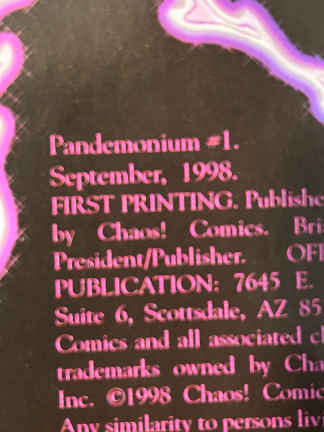 Pandemonium #1.
September, 1998.
FIRST PRINTING. Publishe
by Chaos! Comics. Bri
President/Publisher. OF
PUBLICATION: 7645 E.
Suite 6, Scottsdale, AZ 85
Comics and all associated c
trademarks owned by Cha
Inc. ©1998 Chaos! Comic
Any similarity to persons livi